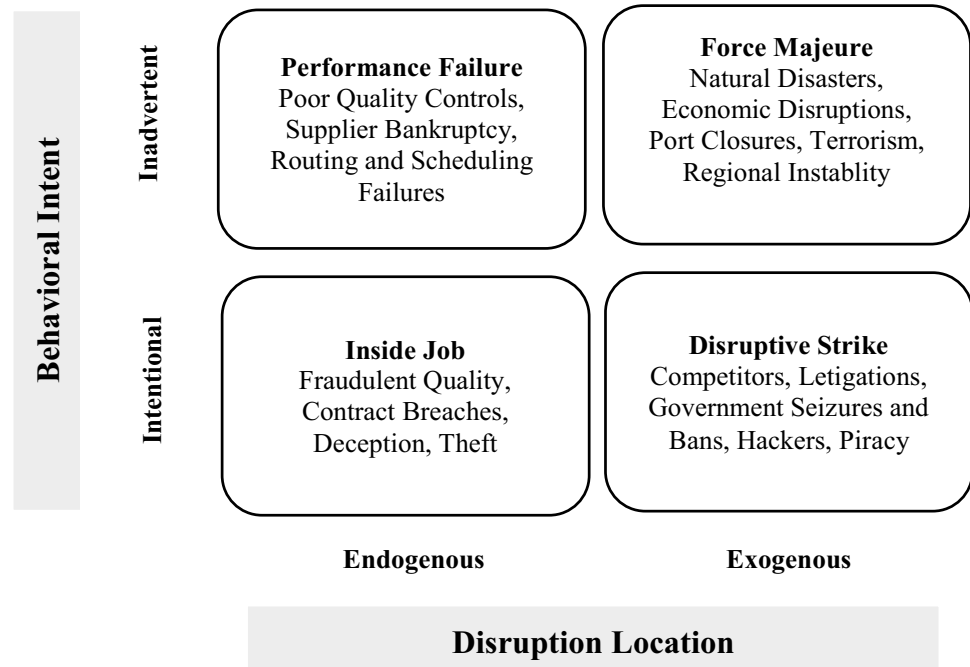 Behavioral Intent
Inadvertent
Performance Failure
Poor Quality Controls,
Supplier Bankruptcy,
Routing and Scheduling
Failures
Force Majeure
Natural Disasters,
Economic Disruptions,
Port Closures, Terrorism,
Regional Instablity
Intentional
Inside Job
Fraudulent Quality,
Contract Breaches,
Deception, Theft
Disruptive Strike
Competitors, Letigations,
Government Seizures and
Bans, Hackers, Piracy
Endogenous
Exogenous
Disruption Location